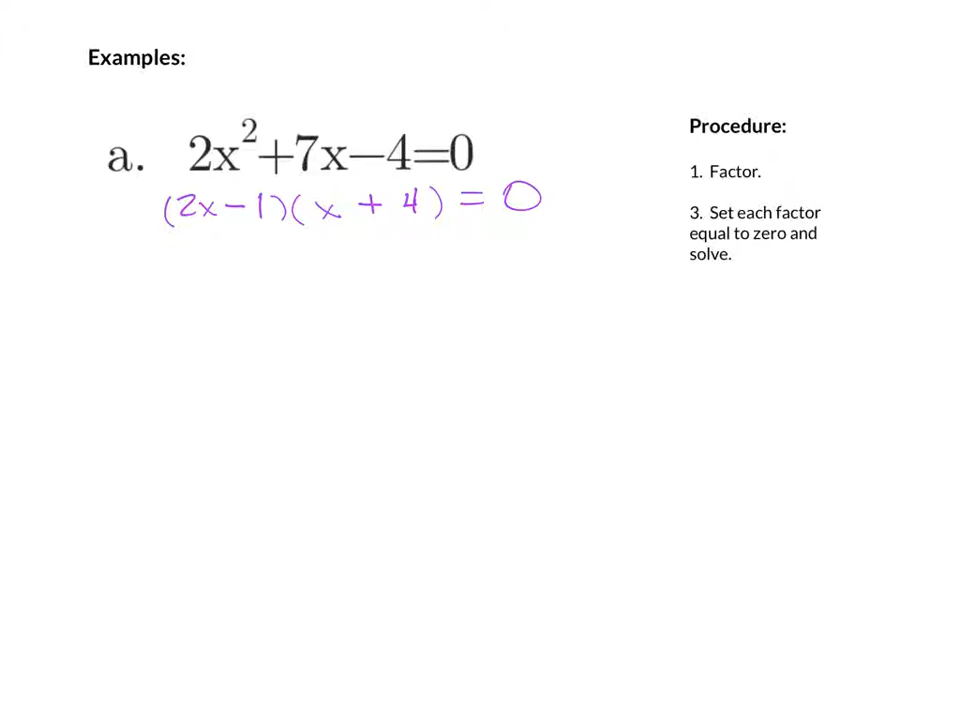 Examples:
a. 2x²+7x−4=0
(2x − 1)(x + 4) = 0
Procedure:
1. Factor.
3. Set each factor
equal to zero and
solve.